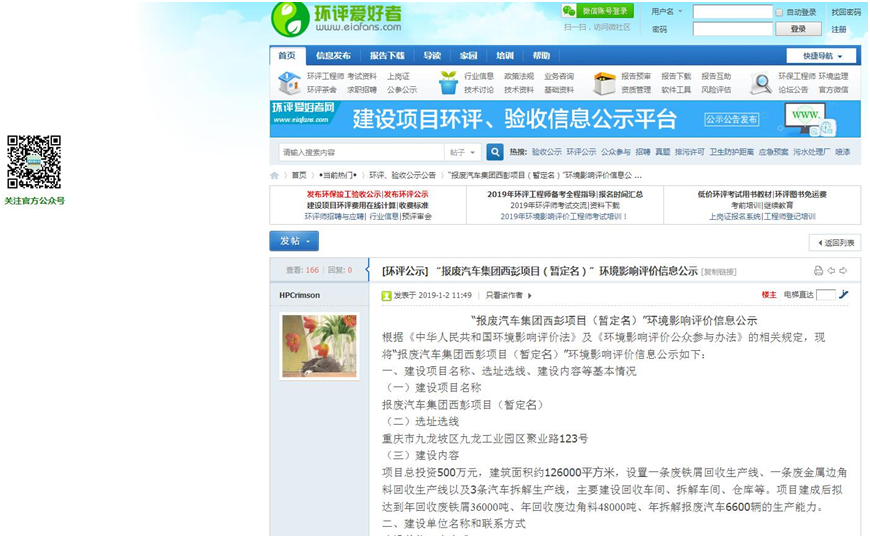 环评爱好者
www.eiafans.com
微信账号登录
扫一扫，访问微社区
用户名
自动登录 找回密码
密码
登录 注册
首页 信息发布 报告下载 导读 家园 培训 帮助
快捷导航
环评工程师 考试资料 上岗证
环评茶会 求职招聘 公参公示
行业信息 政策法规 业务咨询
技术讨论 技术资料 基础资料
报告预审 报告下载 报告互助
资质管理 软件工具 风险评估
环保工程师 环境监理
论坛公告 官方微信
环评爱好者网
www.eiafans.com
建设项目环评、验收信息公示平台
公示公告发布
www.
请输入搜索内容 帖子
热搜: 验收公示 环评公示 公众参与 招聘 真题 排污许可 卫生防护距离 应急预案 污水处理厂 喷漆
关注官方公众号
首页 •当前热门• 环评、验收公示公告 “报废汽车集团西彭项目（暂定名）”环境影响评价信息公 ...
发布环保竣工验收公示|发布环评公示
建设项目环评费用在线计算|收费标准
环评师招聘与应聘| 行业信息|预评审会
2019年环评工程师备考全程指导|报名时间汇总
2019年环评师考试交流|资料下载
2019年环境影响评价工程师考试培训！
低价环评考试用书教材|环评图书免运费
考前培训|继续教育
上岗证报名系统|工程师登记培训
发帖
返回列表
查看: 166 | 回复: 0
[环评公示] “报废汽车集团西彭项目（暂定名）”环境影响评价信息公示 [复制链接]
HPCrimson
发表于 2019-1-2 11:49 | 只看该作者
楼主 电梯直达
“报废汽车集团西彭项目（暂定名）”环境影响评价信息公示
根据《中华人民共和国环境影响评价法》及《环境影响评价公众参与办法》的相关规定，现
将“报废汽车集团西彭项目（暂定名）”环境影响评价信息公示如下：
一、建设项目名称、选址选线、建设内容等基本情况
（一）建设项目名称
报废汽车集团西彭项目（暂定名）
（二）选址选线
重庆市九龙坡区九龙工业园区聚业路123号
（三）建设内容
项目总投资500万元，建筑面积约126000平方米，设置一条废铁屑回收生产线、一条废金属边角
料回收生产线以及3条汽车拆解生产线，主要建设回收车间、拆解车间、仓库等。项目建成后拟
达到年回收废铁屑36000吨、年回收废边角料48000吨、年拆解报废汽车6600辆的生产能力。
二、建设单位名称和联系方式